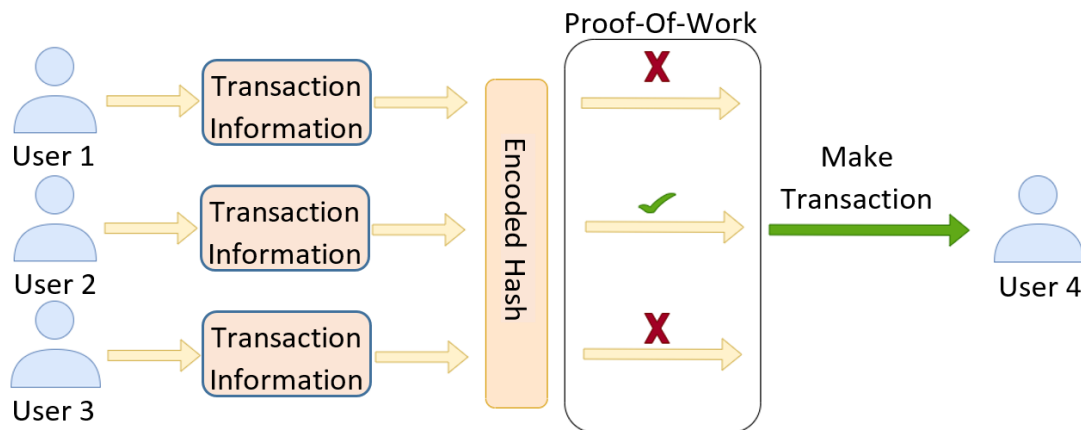 Proof-Of-Work
X
User 1
Transaction
Information
Encoded Hash
Make
Transaction
User 2
Transaction
Information
User 4
X
User 3
Transaction
Information